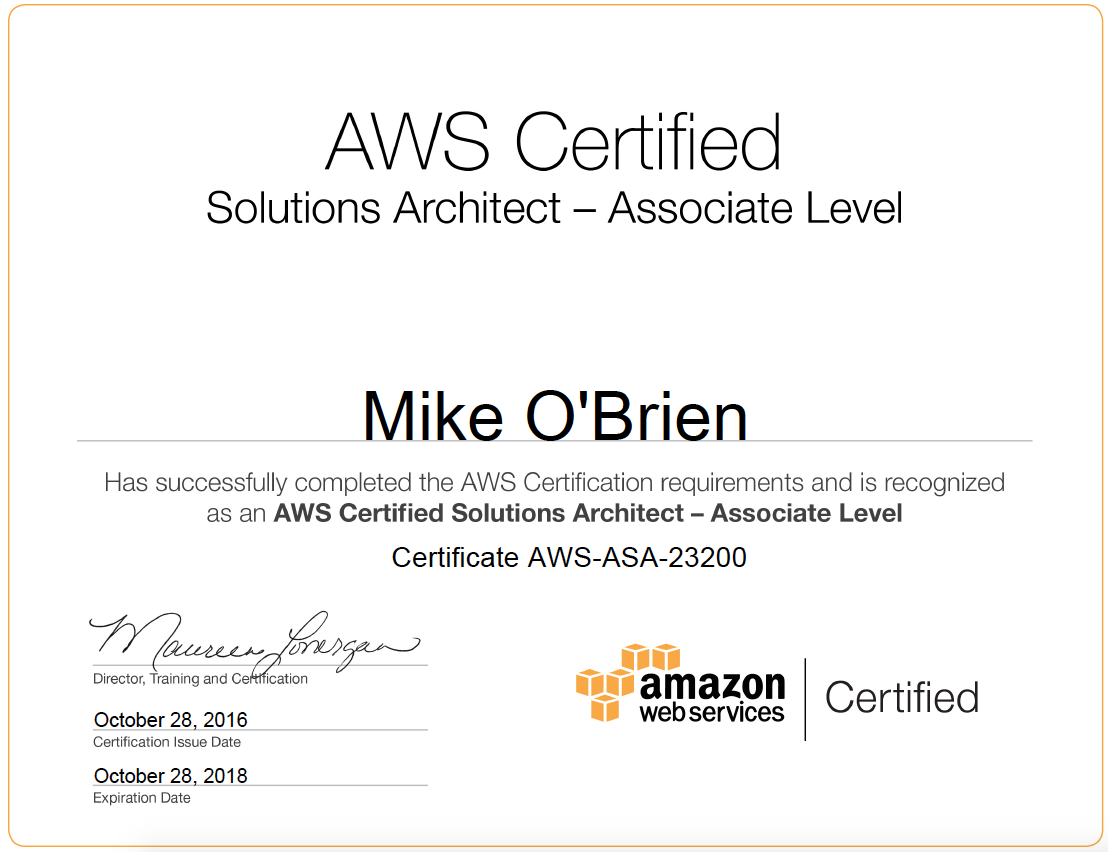 AWS Certified
Solutions Architect – Associate Level
Mike O'Brien
Has successfully completed the AWS Certification requirements and is recognized
as an AWS Certified Solutions Architect – Associate Level
Certificate AWS-ASA-23200
Maureen Lonergan
Director, Training and Certification
October 28, 2016
Certification Issue Date
October 28, 2018
Expiration Date
amazon
web services
Certified